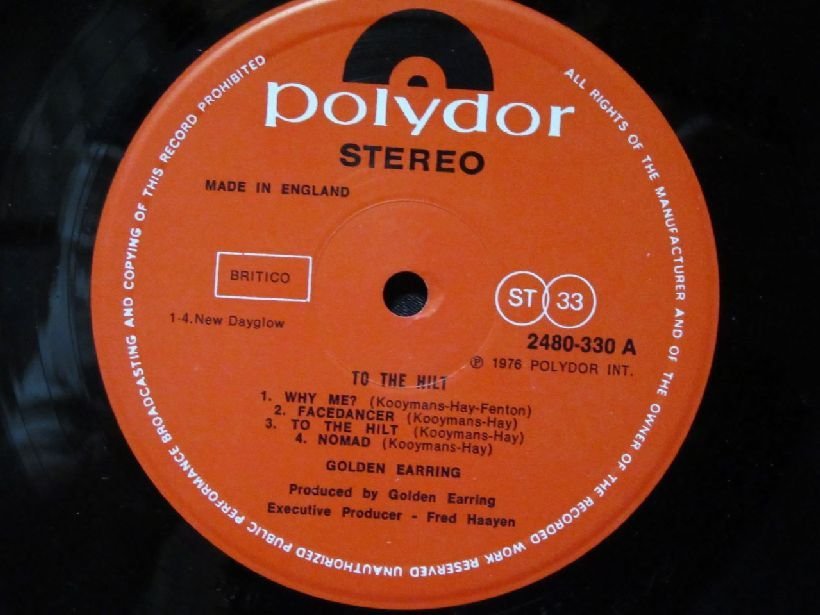 polydor
STEREO
MADE IN ENGLAND
BRITICO
ST 33
1-4.New Dayglow
2480-330 A
℗ 1976 POLYDOR INT.
TO THE HILT
1. WHY ME? (Kooymans-Hay-Fenton)
2. FACEDANCER (Kooymans-Hay)
3. TO THE HILT (Kooymans-Hay)
4. NOMAD (Kooymans-Hay)
GOLDEN EARRING
Produced by Golden Earring
Executive Producer - Fred Haayen
ALL RIGHTS OF THE MANUFACTURER AND OF THE OWNER OF THE RECORDED WORK RESERVED UNAUTHORIZED PUBLIC PERFORMANCE BROADCASTING AND COPYING OF THIS RECORD PROHIBITED